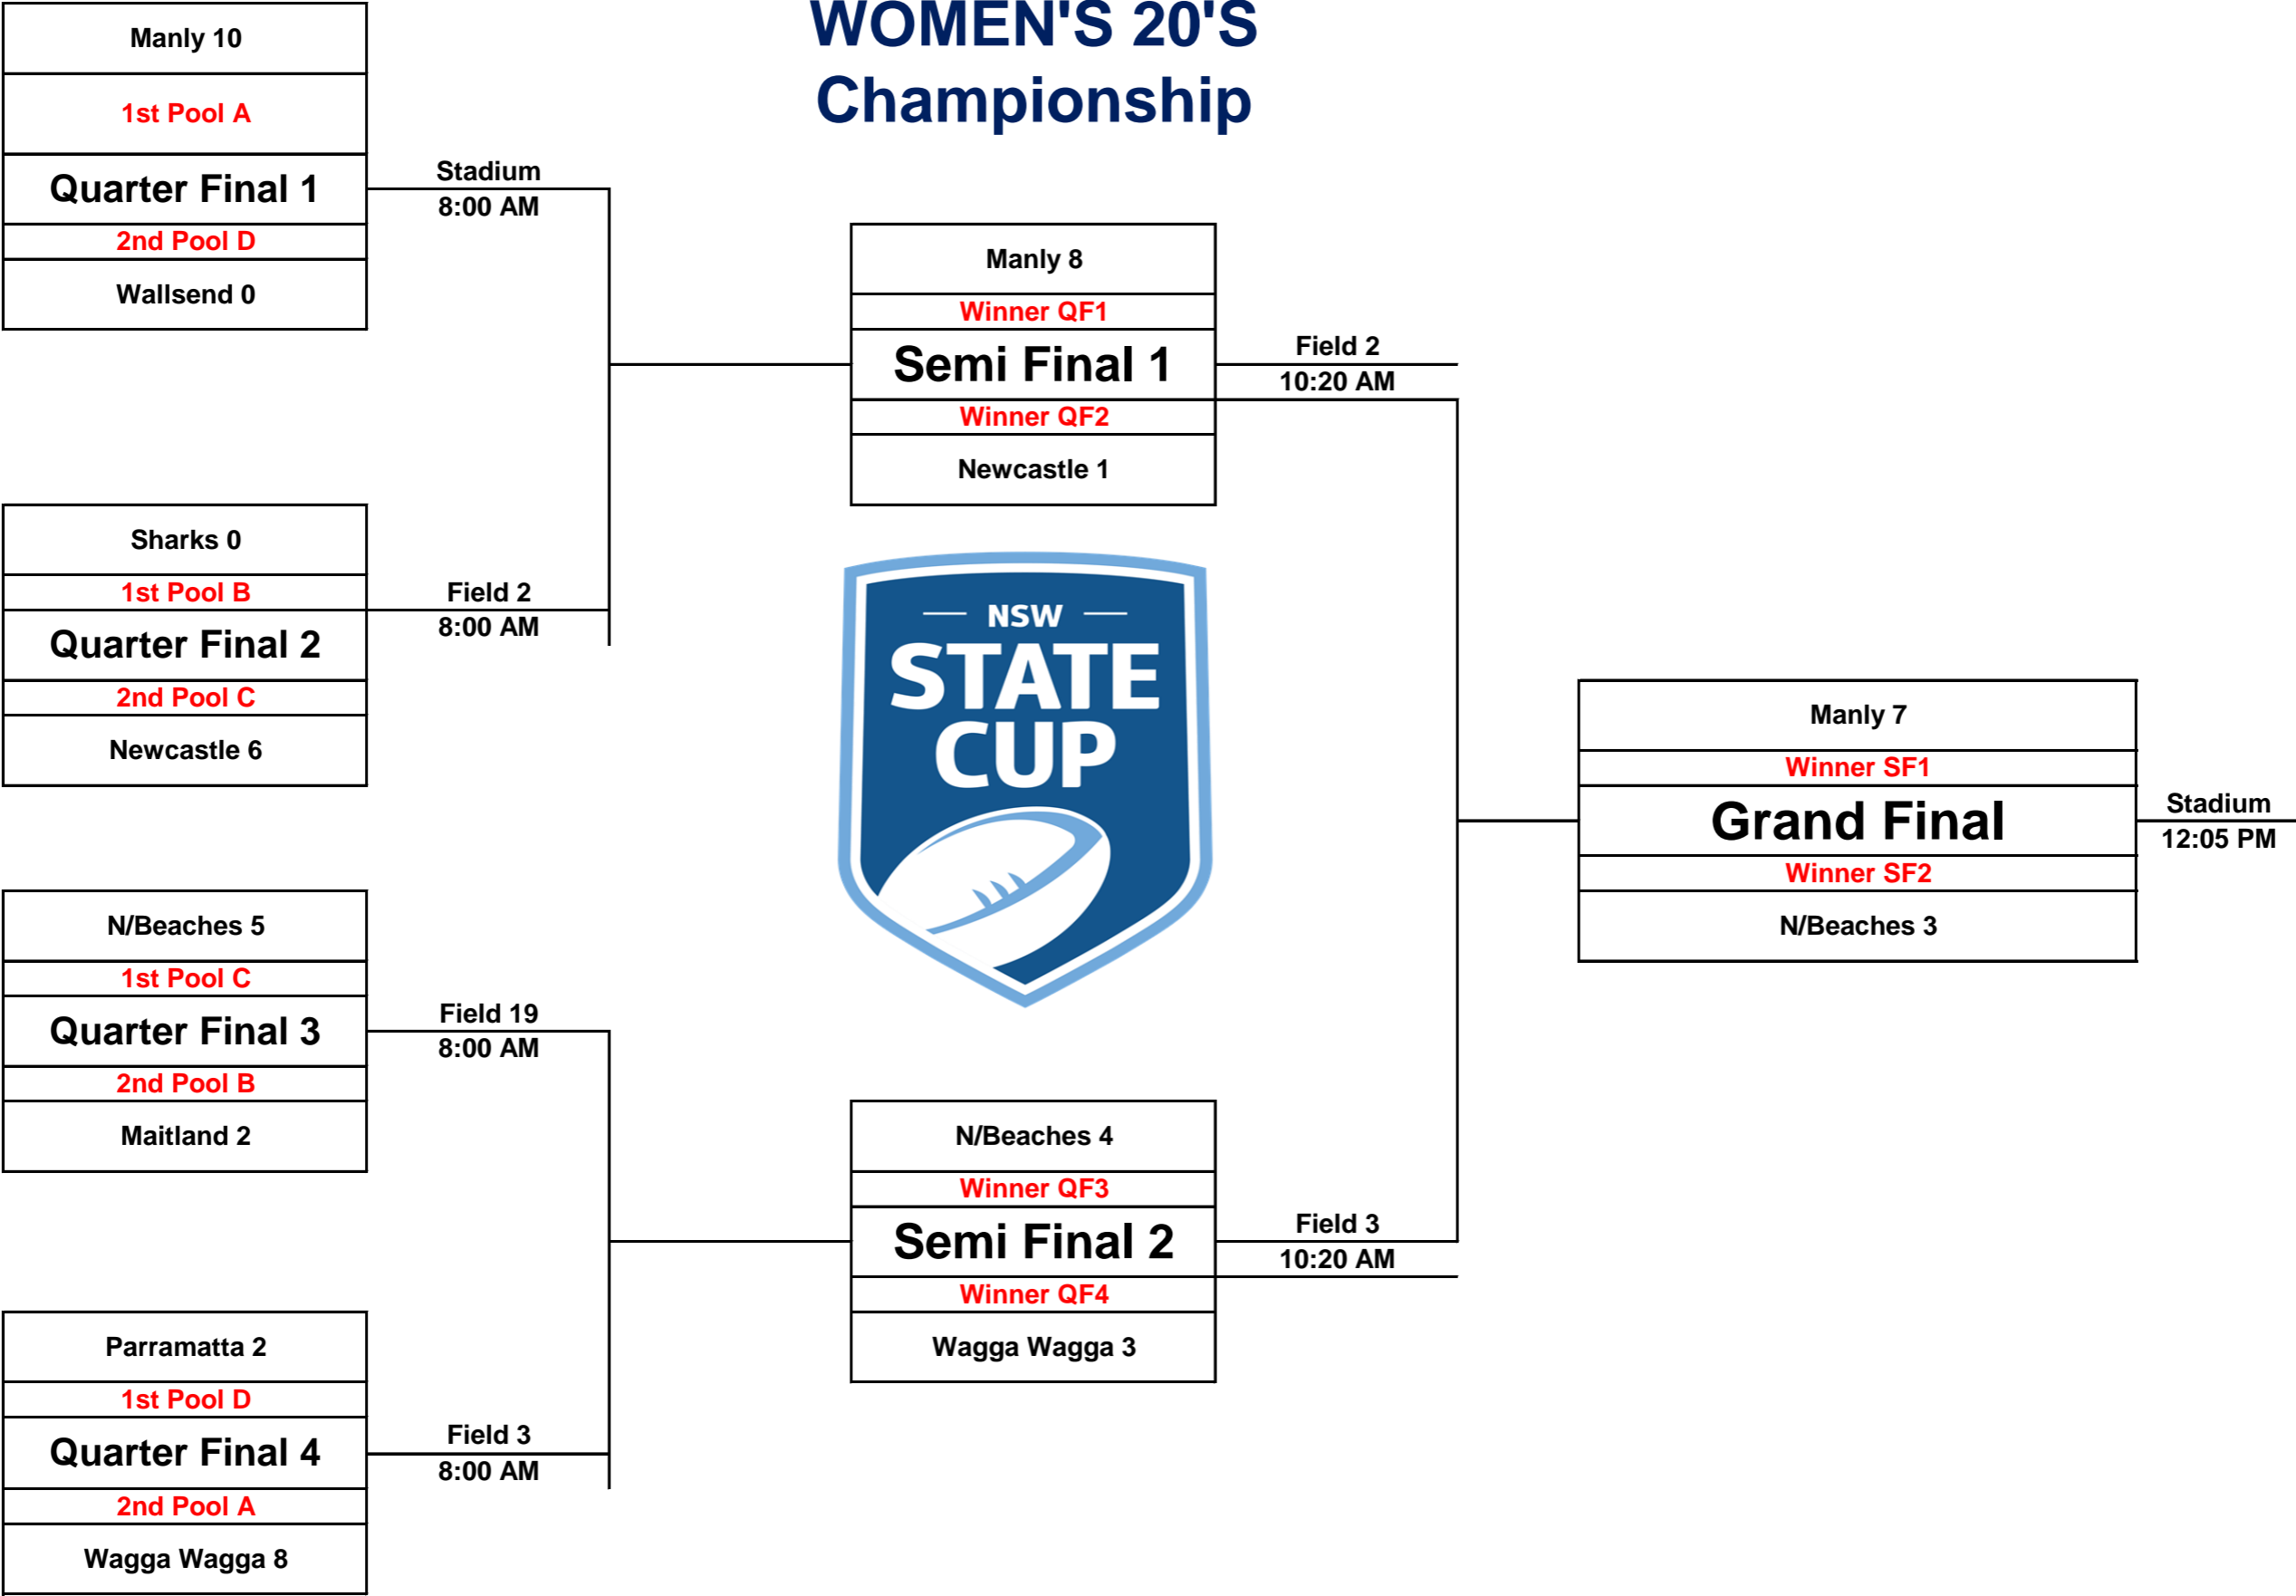 WOMEN'S 20'S
Championship
Manly 10
1st Pool A
Quarter Final 1
2nd Pool D
Wallsend 0
Stadium
8:00 AM
Sharks 0
1st Pool B
Quarter Final 2
2nd Pool C
Newcastle 6
Field 2
8:00 AM
N/Beaches 5
1st Pool C
Quarter Final 3
2nd Pool B
Maitland 2
Field 19
8:00 AM
Parramatta 2
1st Pool D
Quarter Final 4
2nd Pool A
Wagga Wagga 8
Field 3
8:00 AM
Manly 8
Winner QF1
Semi Final 1
Winner QF2
Newcastle 1
Field 2
10:20 AM
NSW
STATE
CUP
N/Beaches 4
Winner QF3
Semi Final 2
Winner QF4
Wagga Wagga 3
Field 3
10:20 AM
Manly 7
Winner SF1
Grand Final
Winner SF2
N/Beaches 3
Stadium
12:05 PM